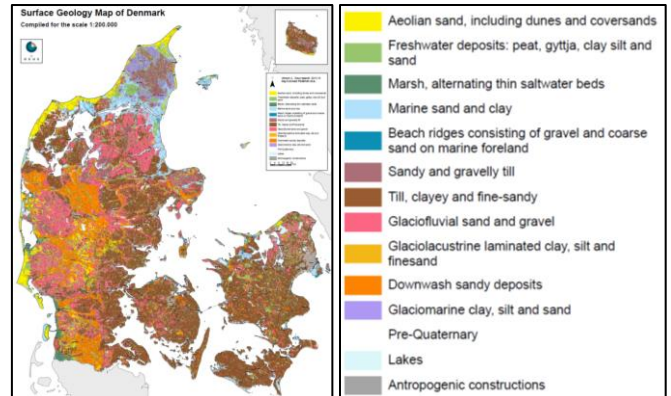 Surface Geology Map of Denmark
Compiled for the scale 1:200.000
Aeolian sand, including dunes and coversands
Freshwater deposits: peat, gyttja, clay silt and
sand
Marsh, alternating thin saltwater beds
Marine sand and clay
Beach ridges consisting of gravel and coarse
sand on marine foreland
Sandy and gravelly till
Till, clayey and fine-sandy
Glaciofluvial sand and gravel
Glaciolacustrine laminated clay, silt and
finesand
Downwash sandy deposits
Glaciomarine clay, silt and sand
Pre-Quaternary
Lakes
Antropogenic constructions